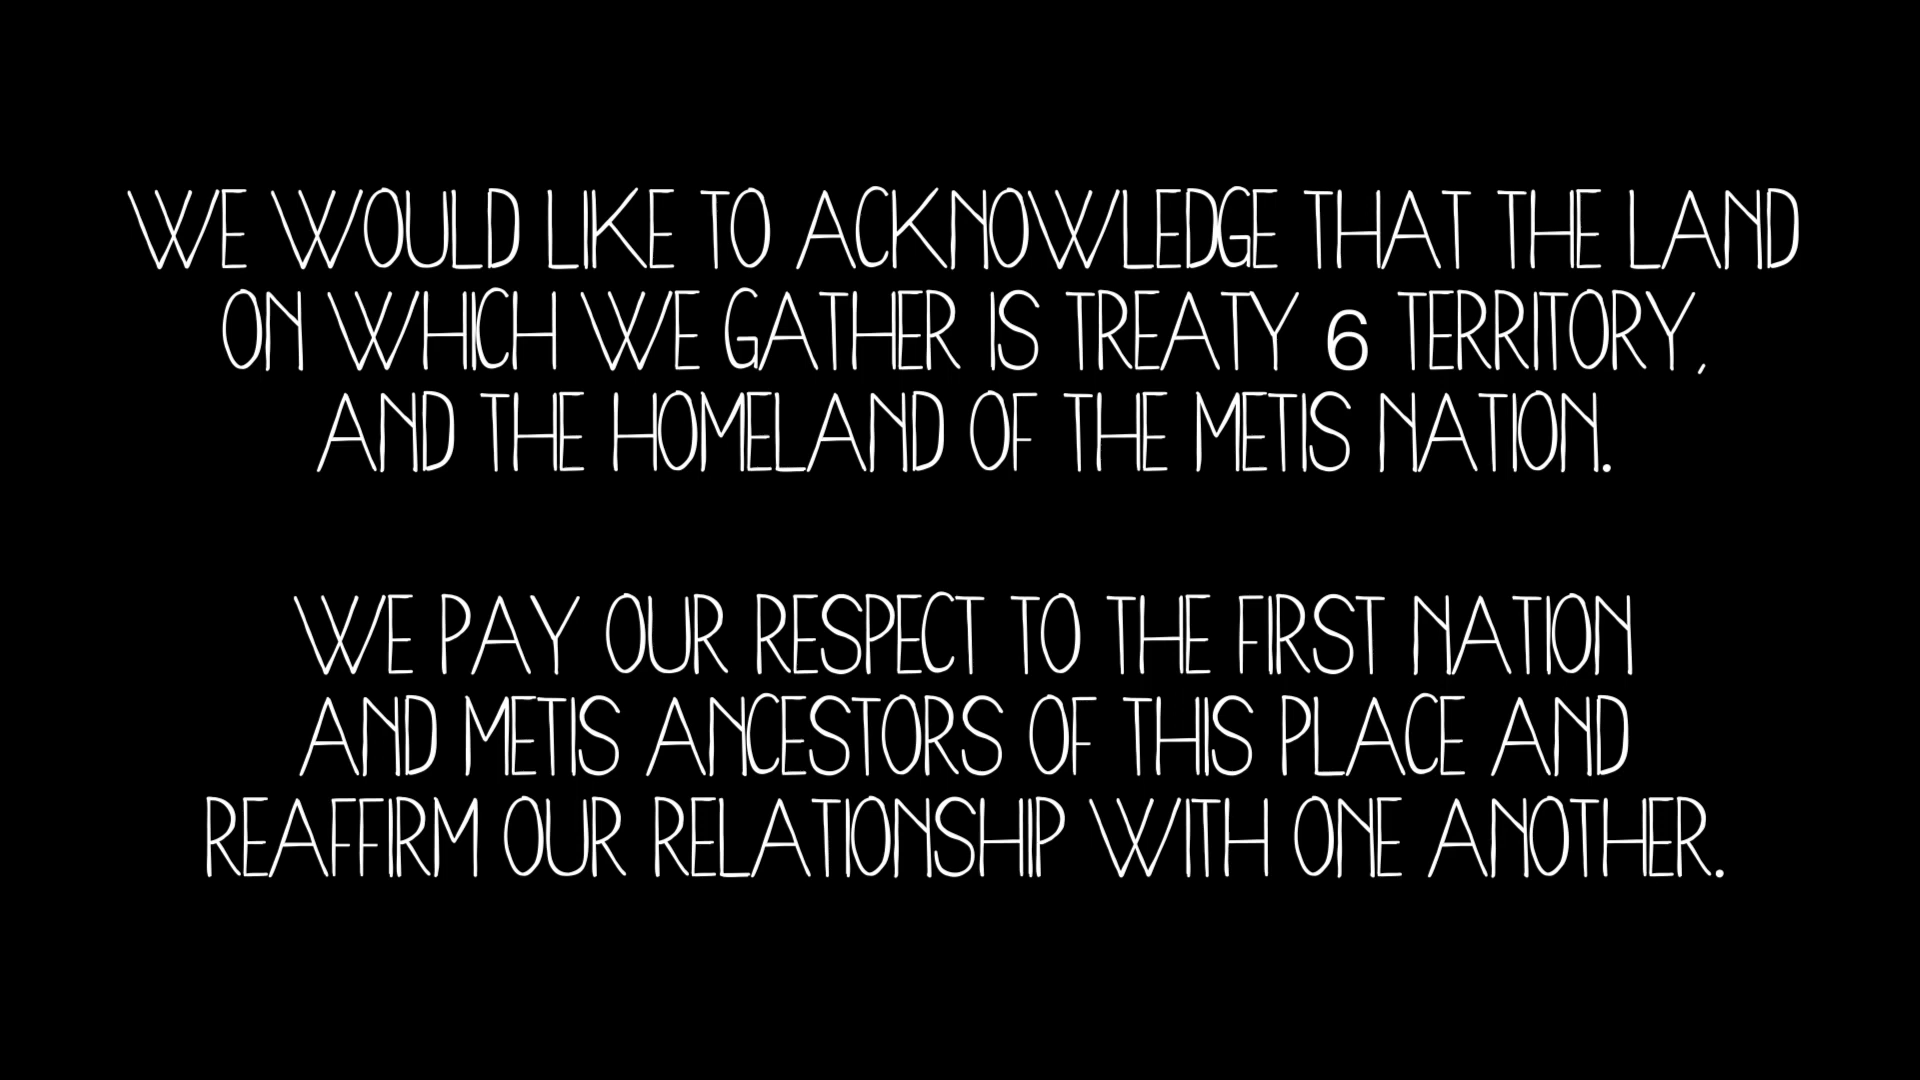 WE WOULD LIKE TO ACKNOWLEDGE THAT THE LAND
ON WHICH WE GATHER IS TREATY 6 TERRITORY,
AND THE HOMELAND OF THE METIS NATION.
WE PAY OUR RESPECT TO THE FIRST NATION
AND METIS ANCESTORS OF THIS PLACE AND
REAFFIRM OUR RELATIONSHIP WITH ONE ANOTHER.